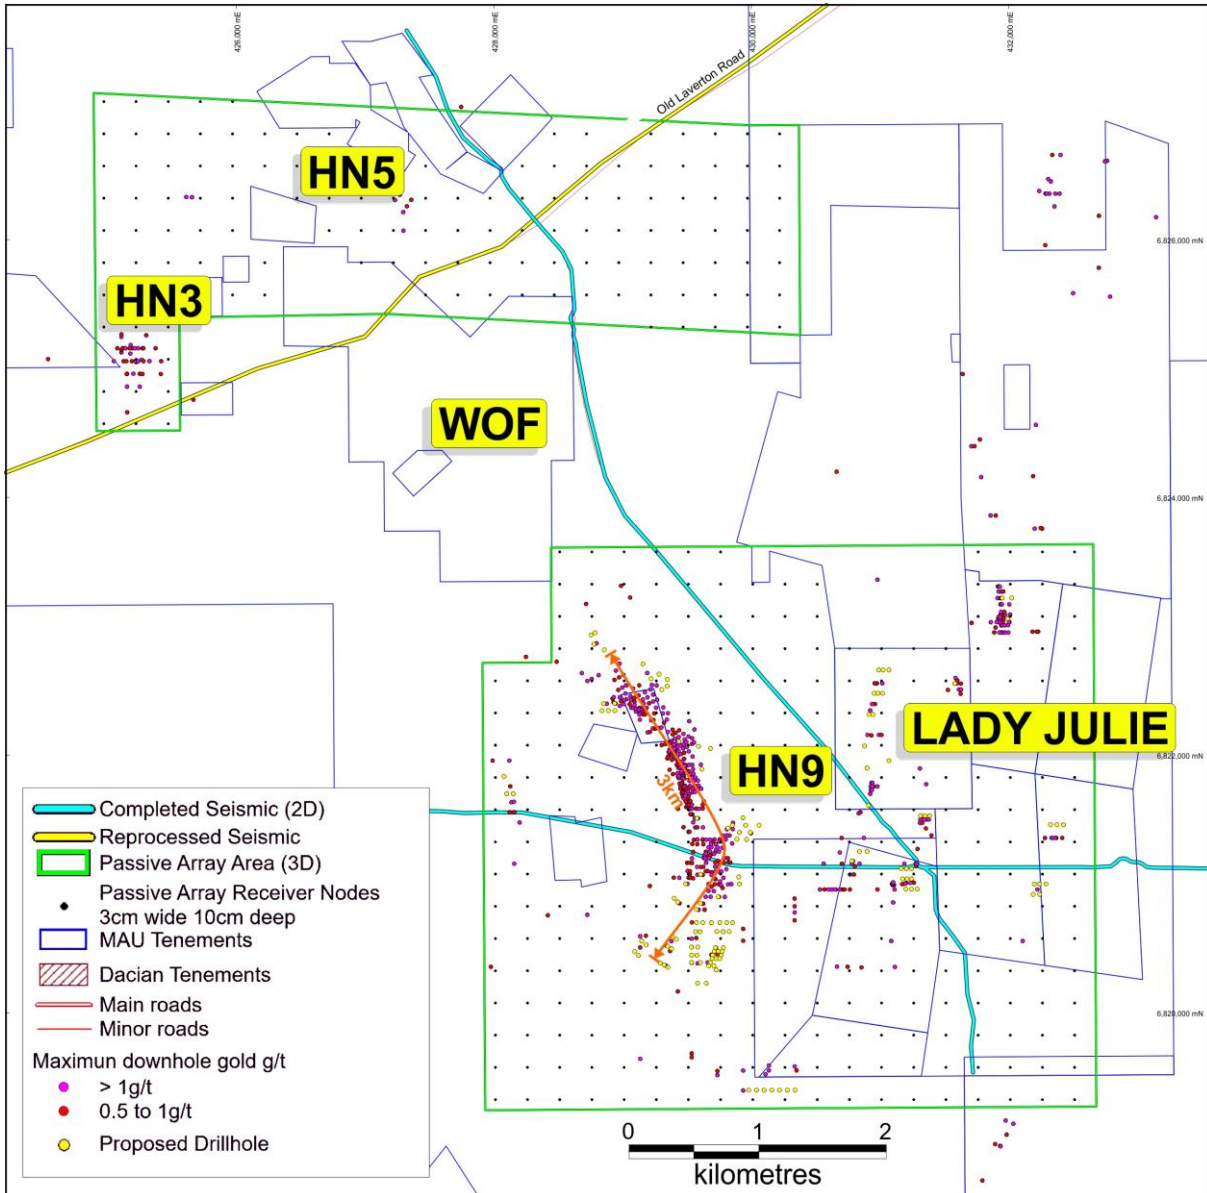 426,000 mE
428,000 mE
430,000 mE
432,000 mE
Old Laverton Road
HN5
6,826,000 mN
HN3
WOF
6,824,000 mN
LADY JULIE
HN9
6,822,000 mN
3km
Completed Seismic (2D)
Reprocessed Seismic
Passive Array Area (3D)
Passive Array Receiver Nodes
3cm wide 10cm deep
MAU Tenements
Dacian Tenements
Main roads
Minor roads
6,820,000 mN
Maximun downhole gold g/t
> 1g/t
0.5 to 1g/t
Proposed Drillhole
0 1 2
kilometres